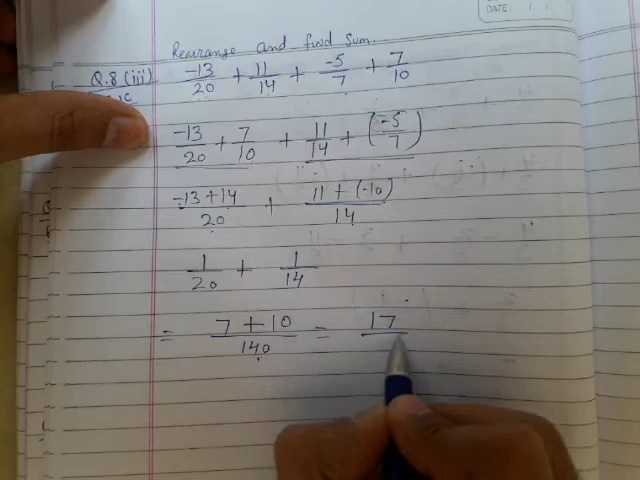 DATE:
Rearrange and find Sum.
Q.8 (iii) -13/20 + 11/14 + -5/7 + 7/10
-13/20 + 7/10 + 11/14 + (-5/7)
-13+14/20 + 11+(-10)/14
1/20 + 1/14
= 7+10/140 = 17